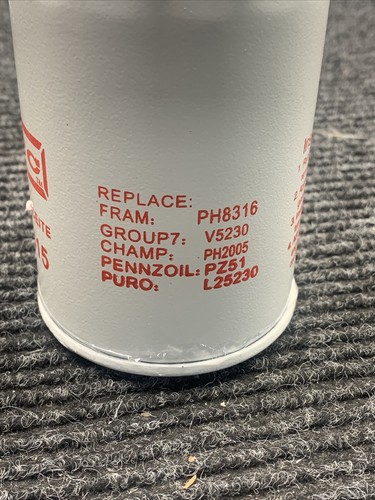 REPLACE:
FRAM: PH8316
GROUP7: V5230
CHAMP: PH2005
PENNZOIL: PZ51
PURO: L25230